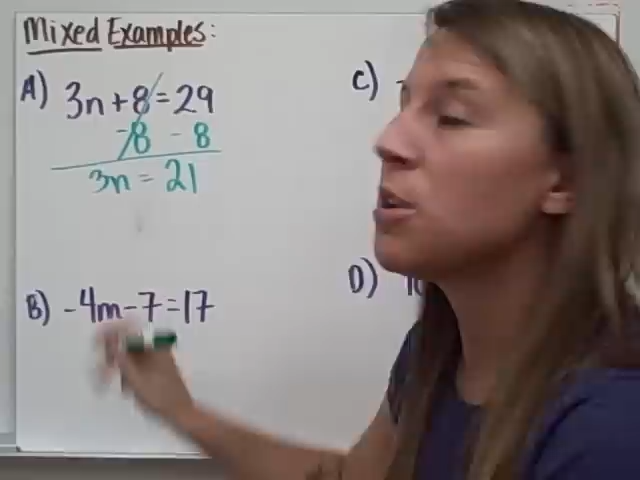 Mixed Examples:
A) 3n + 8 = 29
-8 - 8
3n = 21
B) -4m - 7 = 17
C) -
D)